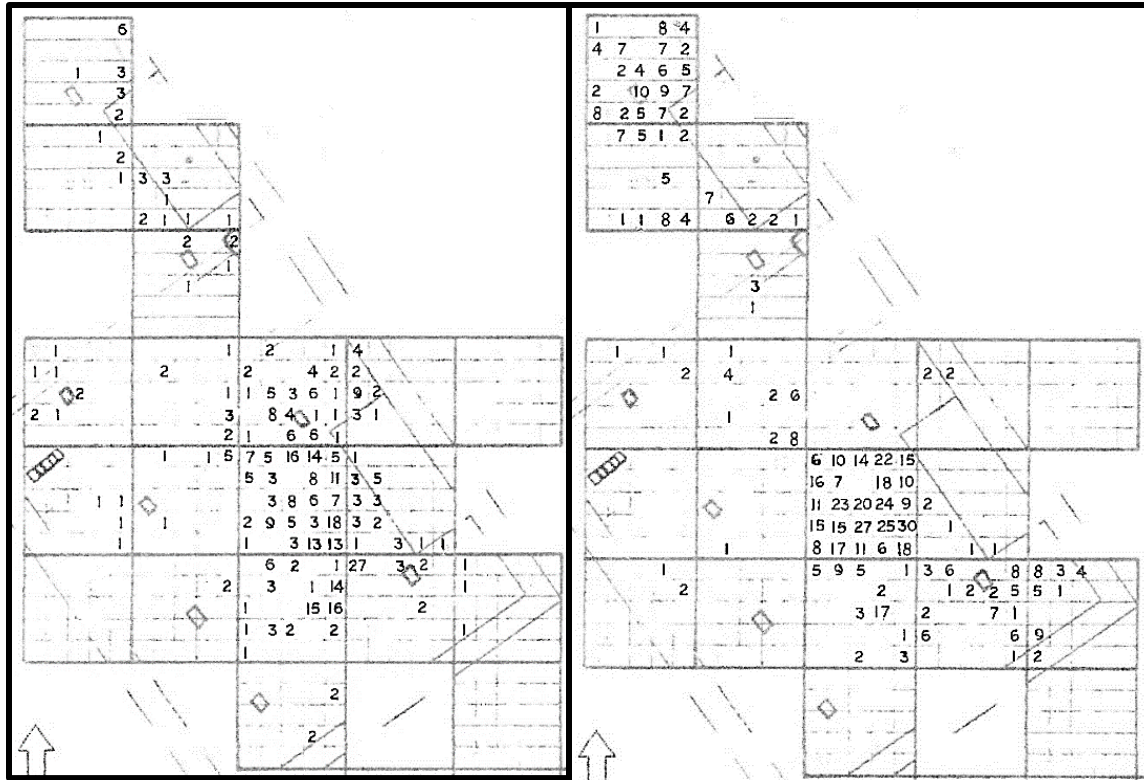 6
1 3
3
2
1
2
1 3 3
1
2 1 1 1
2 2
1
1
1 1 2 1 4
1 1 2 2 4 2 2
2 1 1 5 3 6 1 9 2
2 1 3 8 4 1 1 3 1
2 1 6 6 1
1 1 5 7 5 16 14 5 1
5 3 8 11 3 5
1 1 3 8 6 7 3 3
1 1 2 9 5 3 18 3 2
1 1 3 13 13 1 3 1 1
6 2 1 27 3 2 1
2 3 1 14 1
1 15 16 2
1 3 2 2 1
1
2
2
1 8 4
4 7 7 2
2 4 6 5
2 10 9 7
8 2 5 7 2
7 5 1 2
5
7
1 1 8 4 6 2 2 1
3
1
1 1 1
2 4 2 2
2 6
1
2 8
6 10 14 22 15
16 7 18 10
11 23 20 24 9 2
15 15 27 25 30 1
1 8 17 11 6 18 1 1
1 5 9 5 1 3 6 8 8 3 4
2 2 1 2 2 5 5 1
3 17 2 7 1
1 6 6 9
2 3 1 2